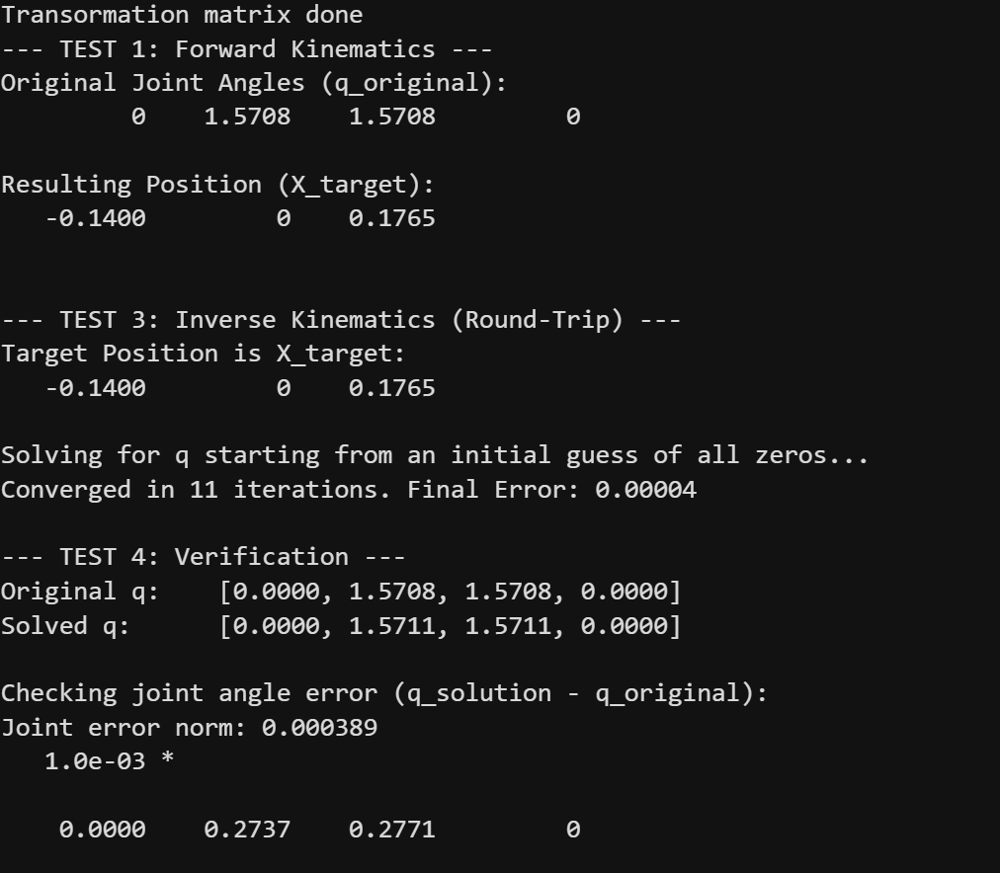 Transormation matrix done
--- TEST 1: Forward Kinematics ---
Original Joint Angles (q_original):
0    1.5708    1.5708    0
Resulting Position (X_target):
-0.1400    0    0.1765
--- TEST 3: Inverse Kinematics (Round-Trip) ---
Target Position is X_target:
-0.1400    0    0.1765
Solving for q starting from an initial guess of all zeros...
Converged in 11 iterations. Final Error: 0.00004
--- TEST 4: Verification ---
Original q:    [0.0000, 1.5708, 1.5708, 0.0000]
Solved q:      [0.0000, 1.5711, 1.5711, 0.0000]
Checking joint angle error (q_solution - q_original):
Joint error norm: 0.000389
1.0e-03 *
0.0000    0.2737    0.2771    0